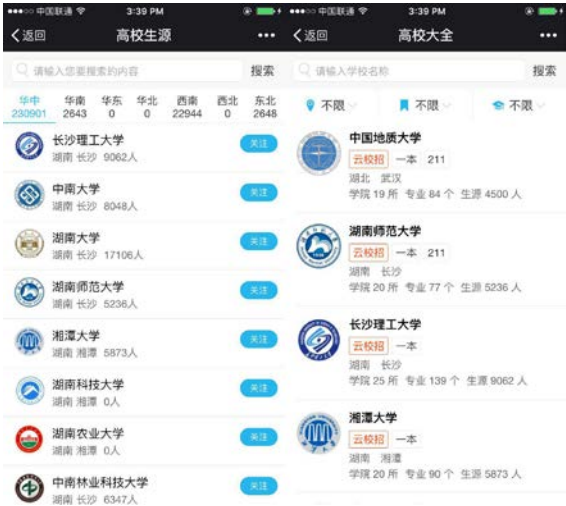 中国联通 3:39 PM
返回 高校生源
请输入您要搜索的内容 搜索
华中 华南 华东 华北 西南 西北 东北
230901 2643 0 0 22944 0 2648
长沙理工大学
湖南 长沙 9062人
关注
中南大学
湖南 长沙 8048人
关注
湖南大学
湖南 长沙 17106人
关注
湖南师范大学
湖南 长沙 5236人
关注
湘潭大学
湖南 湘潭 5873人
关注
湖南科技大学
湖南 湘潭 0人
关注
湖南农业大学
湖南 湘潭 0人
关注
中南林业科技大学
湖南 长沙 6347人
关注
中国联通 3:39 PM
返回 高校大全
请输入学校名称 搜索
不限 不限 不限
中国地质大学
云校招 一本 211
湖北 武汉
学院 19 所 专业 84 个 生源 4500 人
湖南师范大学
云校招 一本 211
湖南 长沙
学院 20 所 专业 77 个 生源 5236 人
长沙理工大学
云校招 一本
湖南 长沙
学院 25 所 专业 139 个 生源 9062 人
湘潭大学
云校招 一本
湖南 湘潭
学院 20 所 专业 90 个 生源 5873 人